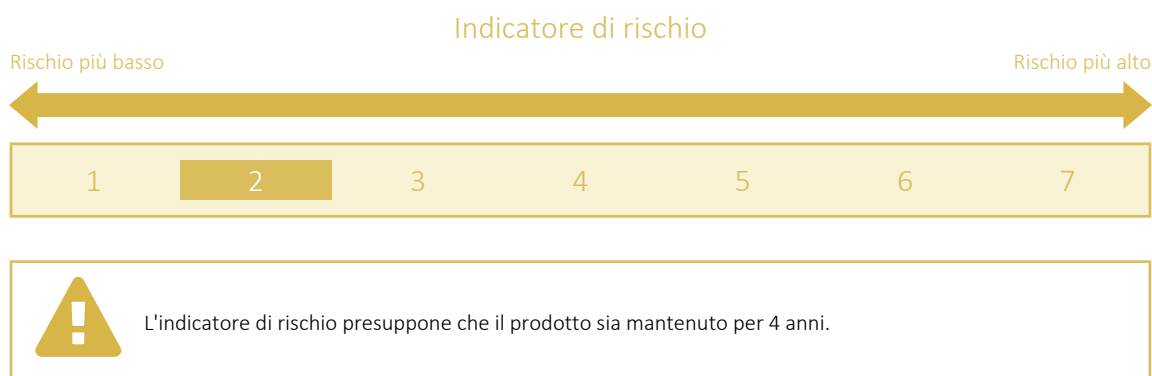 Indicatore di rischio
Rischio più basso Rischio più alto
1 2 3 4 5 6 7
L'indicatore di rischio presuppone che il prodotto sia mantenuto per 4 anni.